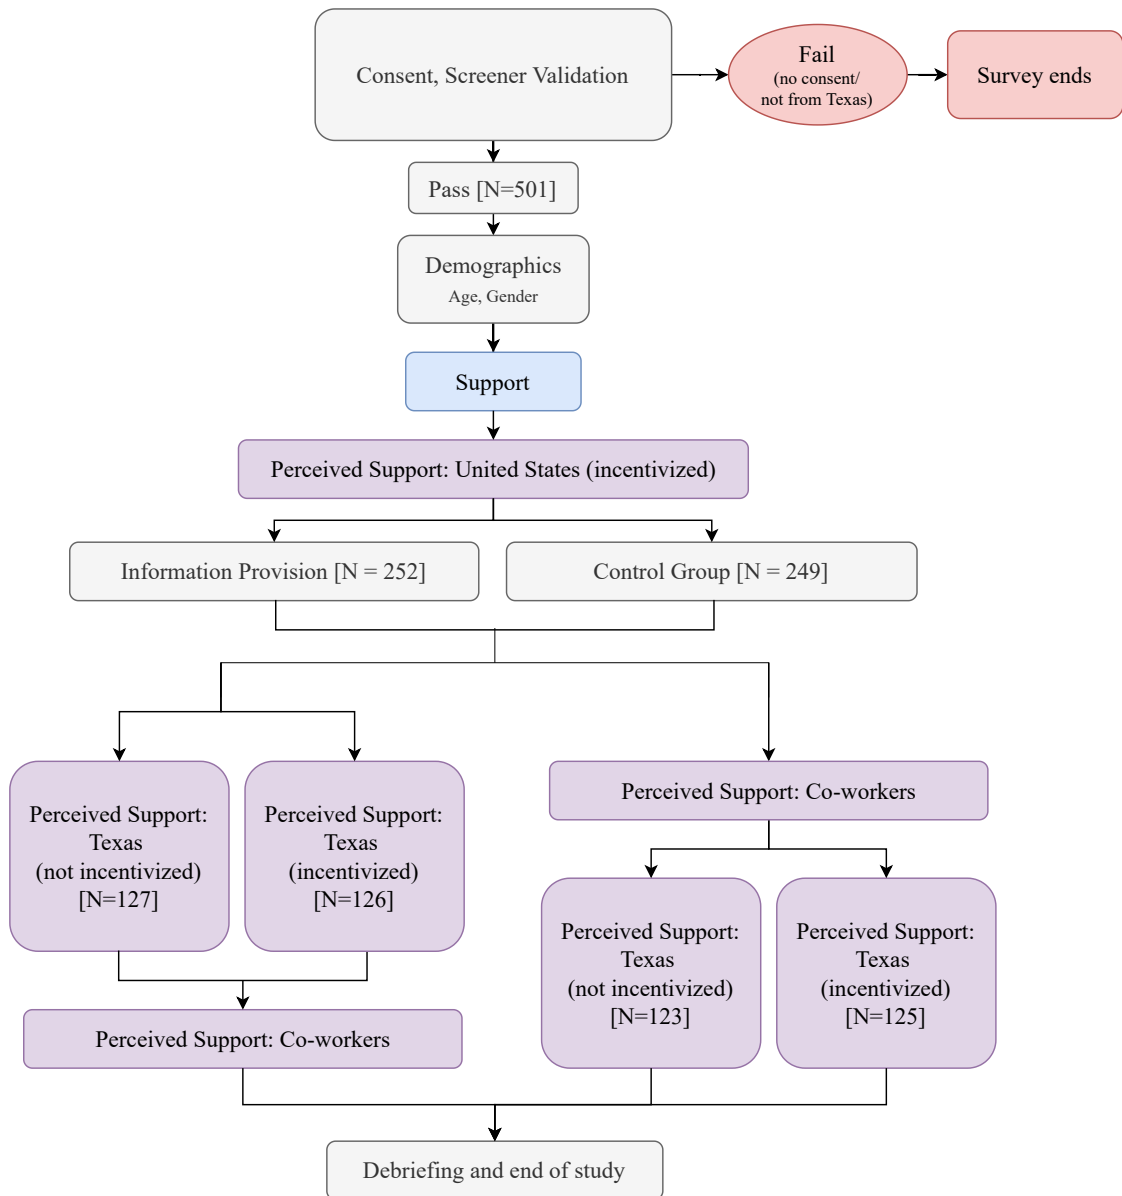 Consent, Screener Validation
Fail
(no consent/
not from Texas)
Survey ends
Pass [N=501]
Demographics
Age, Gender
Support
Perceived Support: United States (incentivized)
Information Provision [N = 252]
Control Group [N = 249]
Perceived Support:
Texas
(not incentivized)
[N=127]
Perceived Support:
Texas
(incentivized)
[N=126]
Perceived Support: Co-workers
Perceived Support:
Texas
(not incentivized)
[N=123]
Perceived Support:
Texas
(incentivized)
[N=125]
Perceived Support: Co-workers
Debriefing and end of study